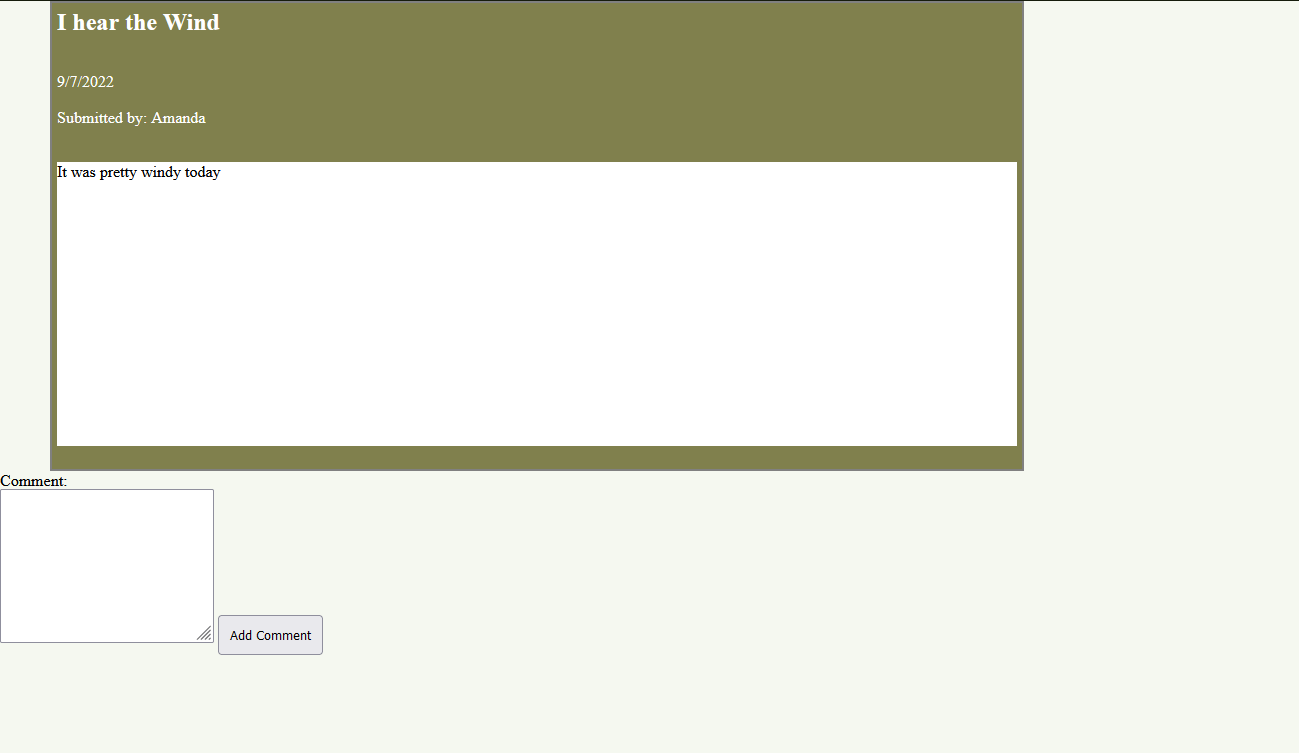 I hear the Wind
9/7/2022
Submitted by: Amanda
It was pretty windy today
Comment:
Add Comment